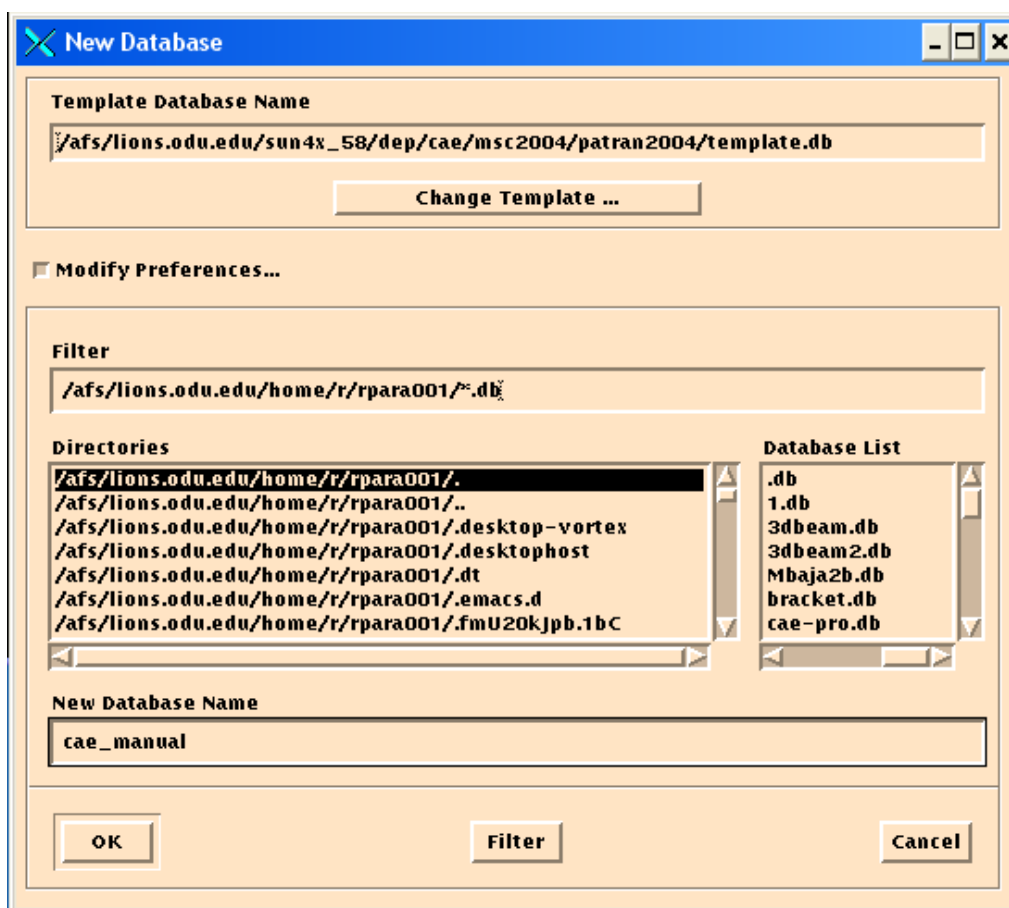 New Database
Template Database Name
/afs/lions.odu.edu/sun4x_58/dep/cae/msc2004/patran2004/template.db
Change Template ...
Modify Preferences...
Filter
/afs/lions.odu.edu/home/r/rpara001/*.db
Directories
/afs/lions.odu.edu/home/r/rpara001/.
/afs/lions.odu.edu/home/r/rpara001/..
/afs/lions.odu.edu/home/r/rpara001/.desktop-vortex
/afs/lions.odu.edu/home/r/rpara001/.desktophost
/afs/lions.odu.edu/home/r/rpara001/.dt
/afs/lions.odu.edu/home/r/rpara001/.emacs.d
/afs/lions.odu.edu/home/r/rpara001/.fmU20kJpb.1bC
Database List
.db
1.db
3dbeam.db
3dbeam2.db
Mbaja2b.db
bracket.db
cae-pro.db
New Database Name
cae_manual
OK
Filter
Cancel